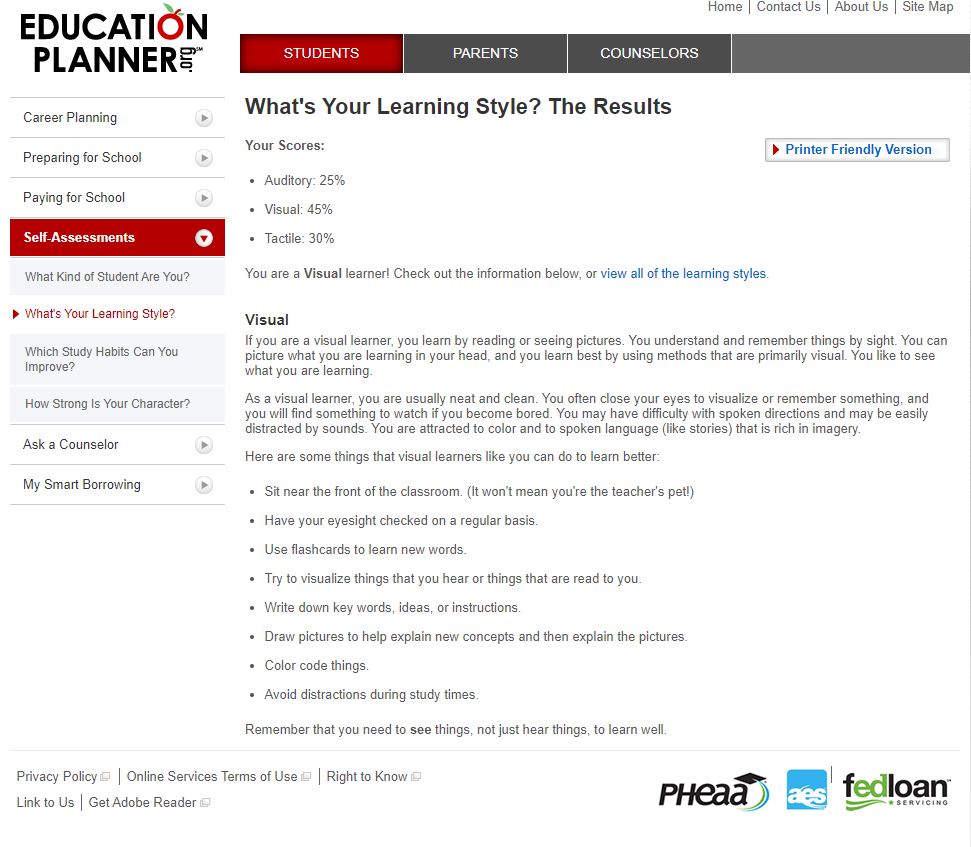 Home | Contact Us | About Us | Site Map
EDUCATION
PLANNER.org SM
STUDENTS
PARENTS
COUNSELORS
Career Planning
Preparing for School
Paying for School
Self-Assessments
What Kind of Student Are You?
What's Your Learning Style?
Which Study Habits Can You
Improve?
How Strong Is Your Character?
Ask a Counselor
My Smart Borrowing
What's Your Learning Style? The Results
Your Scores:
Printer Friendly Version
• Auditory: 25%
• Visual: 45%
• Tactile: 30%
You are a Visual learner! Check out the information below, or view all of the learning styles.
Visual
If you are a visual learner, you learn by reading or seeing pictures. You understand and remember things by sight. You can
picture what you are learning in your head, and you learn best by using methods that are primarily visual. You like to see
what you are learning.
As a visual learner, you are usually neat and clean. You often close your eyes to visualize or remember something, and
you will find something to watch if you become bored. You may have difficulty with spoken directions and may be easily
distracted by sounds. You are attracted to color and to spoken language (like stories) that is rich in imagery.
Here are some things that visual learners like you can do to learn better:
• Sit near the front of the classroom. (It won't mean you're the teacher's pet!)
• Have your eyesight checked on a regular basis.
• Use flashcards to learn new words.
• Try to visualize things that you hear or things that are read to you.
• Write down key words, ideas, or instructions.
• Draw pictures to help explain new concepts and then explain the pictures.
• Color code things.
• Avoid distractions during study times.
Remember that you need to see things, not just hear things, to learn well.
Privacy Policy | Online Services Terms of Use | Right to Know
Link to Us | Get Adobe Reader
PHEAA
aes
fedloan™
SERVICING